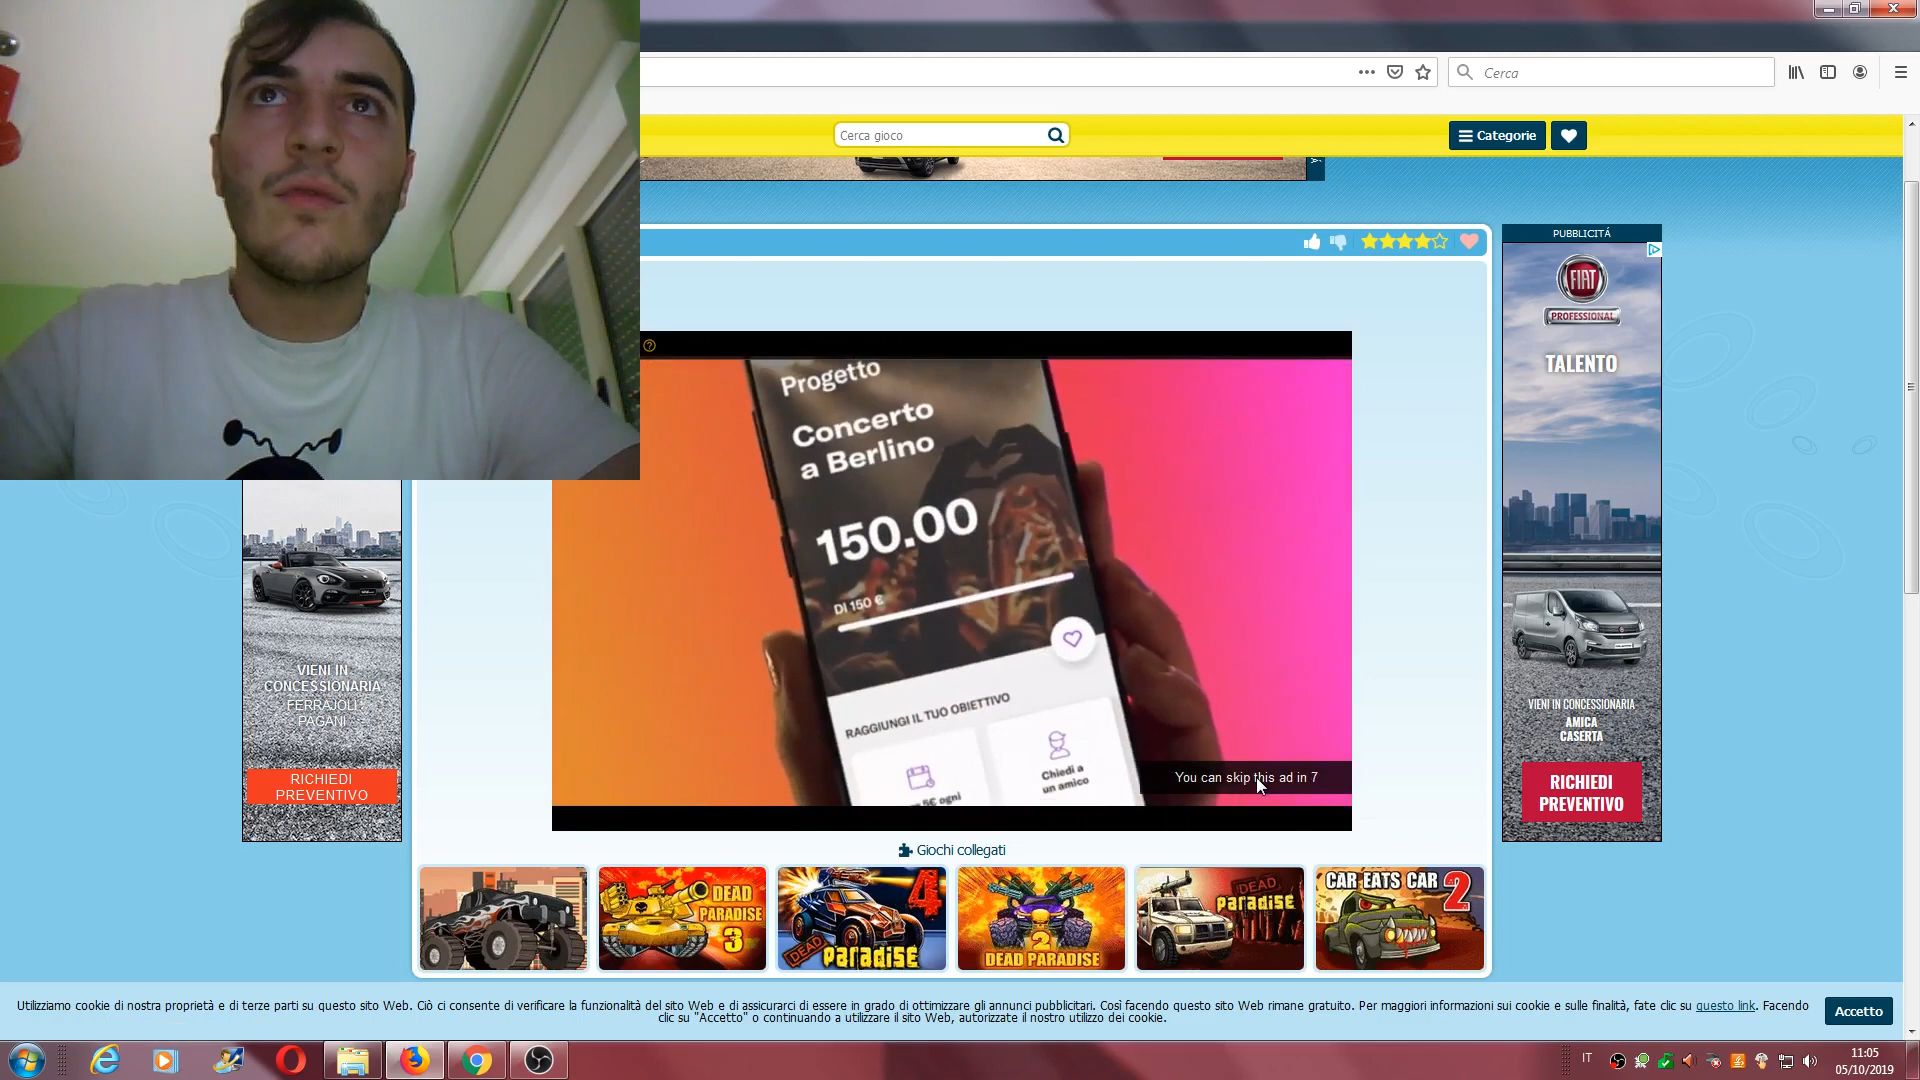 Cerca
Cerca gioco
Categorie
PUBBLICITÁ
FIAT
PROFESSIONAL
TALENTO
Progetto
Concerto
a Berlino
150.00
DI 150 €
RAGGIUNGI IL TUO OBIETTIVO
5€ ogni
Chiedi a
un amico
You can skip this ad in 7
VIENI IN
CONCESSIONARIA
FERRAJOLI
PAGANI
RICHIEDI
PREVENTIVO
VIENI IN CONCESSIONARIA
AMICA
CASERTA
RICHIEDI
PREVENTIVO
Giochi collegati
DEAD
PARADISE
3
4
DEAD
paradise
2
DEAD PARADISE
DEAD
paradise
CAR EATS CAR 2
Utilizziamo cookie di nostra proprietà e di terze parti su questo sito Web. Ciò ci consente di verificare la funzionalità del sito Web e di assicurarci di essere in grado di ottimizzare gli annunci pubblicitari. Così facendo questo sito Web rimane gratuito. Per maggiori informazioni sui cookie e sulle finalità, fate clic su questo link. Facendo
clic su "Accetto" o continuando a utilizzare il sito Web, autorizzate il nostro utilizzo dei cookie.
Accetto
IT
11:05
05/10/2019